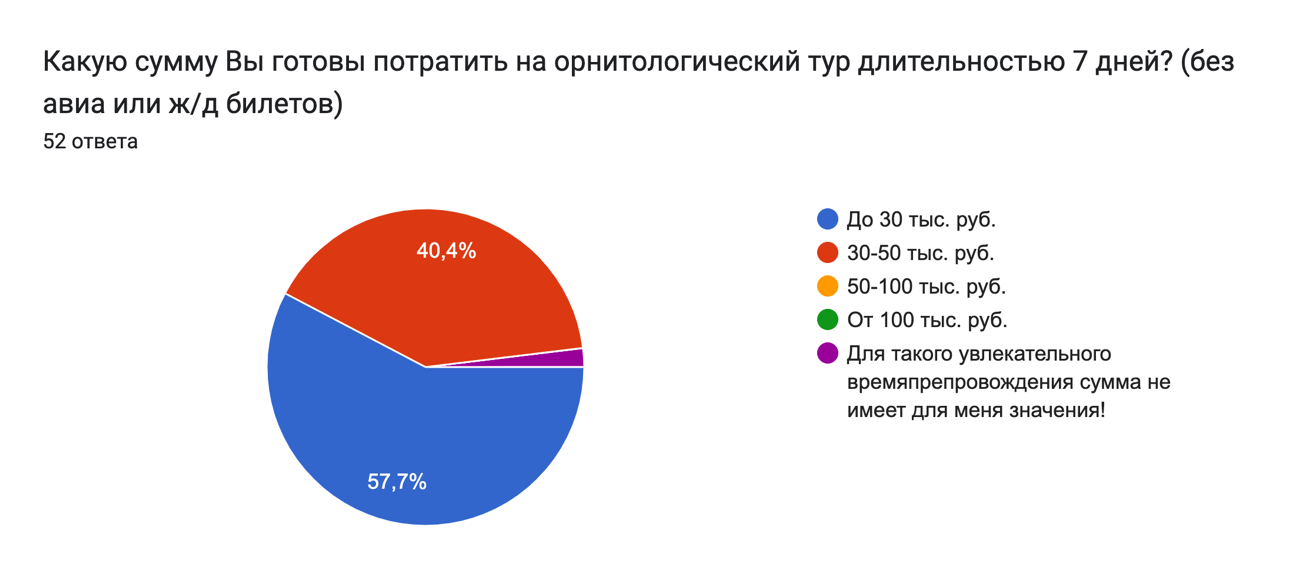 Какую сумму Вы готовы потратить на орнитологический тур длительностью 7 дней? (без
авиа или ж/д билетов)
52 ответа
40,4%
57,7%
До 30 тыс. руб.
30-50 тыс. руб.
50-100 тыс. руб.
От 100 тыс. руб.
Для такого увлекательного
времяпрепровождения сумма не
имеет для меня значения!